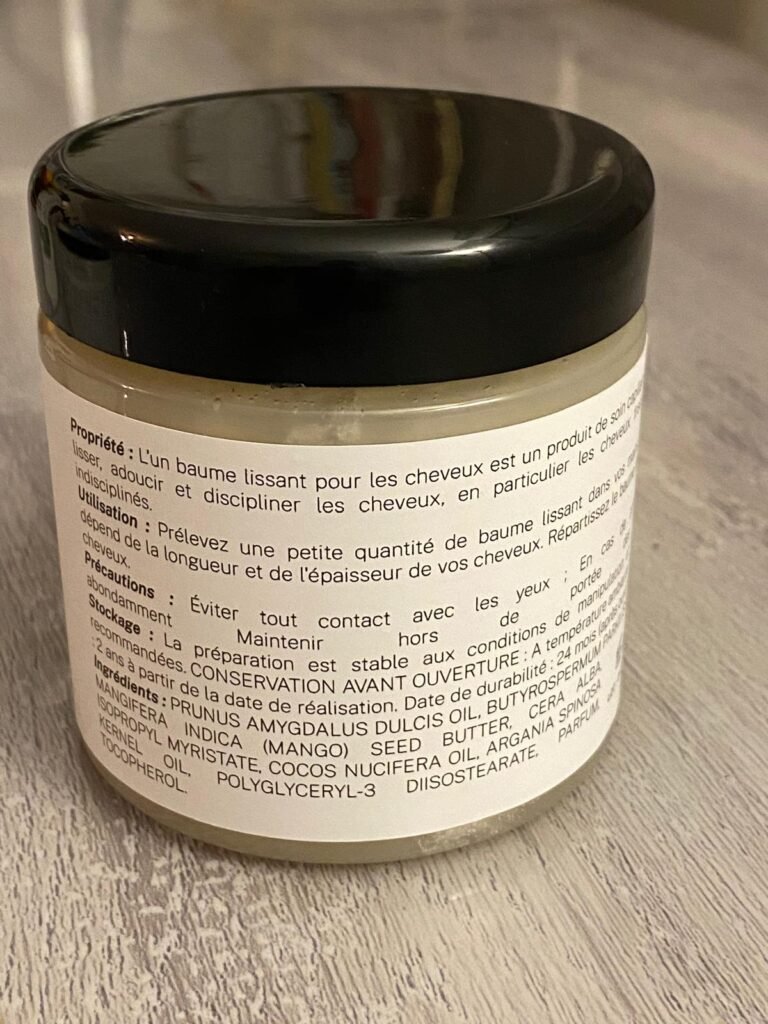 Propriété : L'un baume lissant pour les cheveux est un produit de soin
lisser, adoucir et discipliner les cheveux, en particulier les cheveux
indisciplinés.
Utilisation : Prélevez une petite quantité de baume lissant dans vos
dépend de la longueur et de l'épaisseur de vos cheveux. Répartissez le baume
cheveux.
Précautions : Éviter tout contact avec les yeux ; En cas de
abondamment Maintenir hors de portée
Stockage : La préparation est stable aux conditions de manipulation
recommandées. CONSERVATION AVANT OUVERTURE : A température
: 2 ans à partir de la date de réalisation. Date de durabilité : 24 mois
Ingrédients : PRUNUS AMYGDALUS DULCIS OIL, BUTYROSPERMUM
MANGIFERA INDICA (MANGO) SEED BUTTER, CERA ALBA,
ISOPROPYL MYRISTATE, COCOS NUCIFERA OIL, ARGANIA SPINOSA
KERNEL OIL, POLYGLYCERYL-3 DIISOSTEARATE, PARFUM,
TOCOPHEROL.